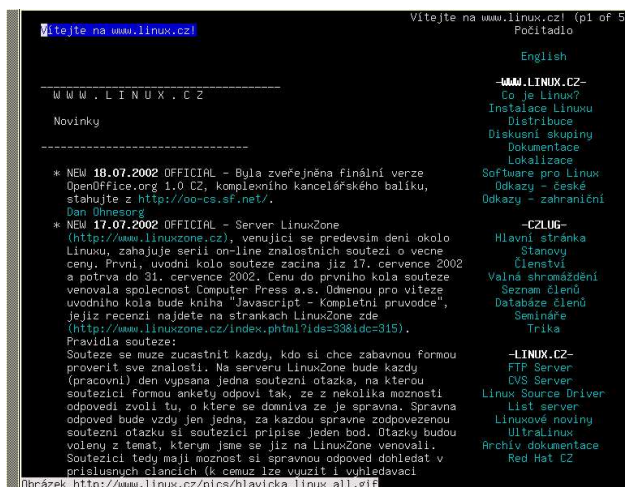 Vítejte na www.linux.cz! (p1 of 5
Vítejte na www.linux.cz!
WWW.LINUX.CZ
Novinky
* NEW 18.07.2002 OFFICIAL - Byla zveřejněna finální verze
OpenOffice.org 1.0 CZ, komplexního kancelářského balíku,
stahujte z http://oo-cs.sf.net/.
Dan Ohnesorg
* NEW 17.07.2002 OFFICIAL - Server LinuxZone
(http://www.linuxzone.cz), venujici se predevsim deni okolo
Linuxu, zahajuje serii on-line znalostnich soutezi o vecne
ceny. Prvni, uvodni kolo souteze zacina jiz 17. cervence 2002
a potrva do 31. cervence 2002. Cenu do prvniho kola souteze
venovala spolecnost Computer Press a.s. Odmenou pro viteze
uvodniho kola bude kniha "Javascript - Kompletni pruvodce",
jejiz recenzi najdete na strankach LinuxZone zde
(http://www.linuxzone.cz/index.phtml?ids=33&idc=315).
Pravidla souteze:
Souteze se muze zucastnit kazdy, kdo si chce zabavnou formou
proverit sve znalosti. Na serveru LinuxZone bude kazdy
(pracovni) den vypsana jedna soutezni otazka, na kterou
soutezici formou ankety odpovi tak, ze z nekolika moznosti
odpovedi zvoli tu, o ktere se domniva ze je spravna. Spravna
odpoved bude vzdy jen jedna, za kazdou spravne zodpovezenou
soutezni otazku si soutezici pripise jeden bod. Otazky budou
voleny z temat, kterym jsme se jiz na LinuxZone venovali.
Soutezici tedy maji moznost si spravnou odpoved dohledat v
prislusnych clancich (k cemuz lze vyuzit i vyhledavaci
Počitadlo
English
-WWW.LINUX.CZ-
Co je Linux?
Instalace Linuxu
Distribuce
Diskusní skupiny
Dokumentace
Lokalizace
Software pro Linux
Odkazy - české
Odkazy - zahraniční
-CZLUG-
Hlavní stránka
Stanovy
Členství
Valná shromáždění
Seznam členů
Databáze členů
Semináře
Trika
-LINUX.CZ-
FTP Server
CVS Server
Linux Source Driver
List server
Linuxové noviny
UltraLinux
Archív dokumentace
Red Hat CZ
Obrázek http://www.linux.cz/pics/hlavicka_linux_all.gif